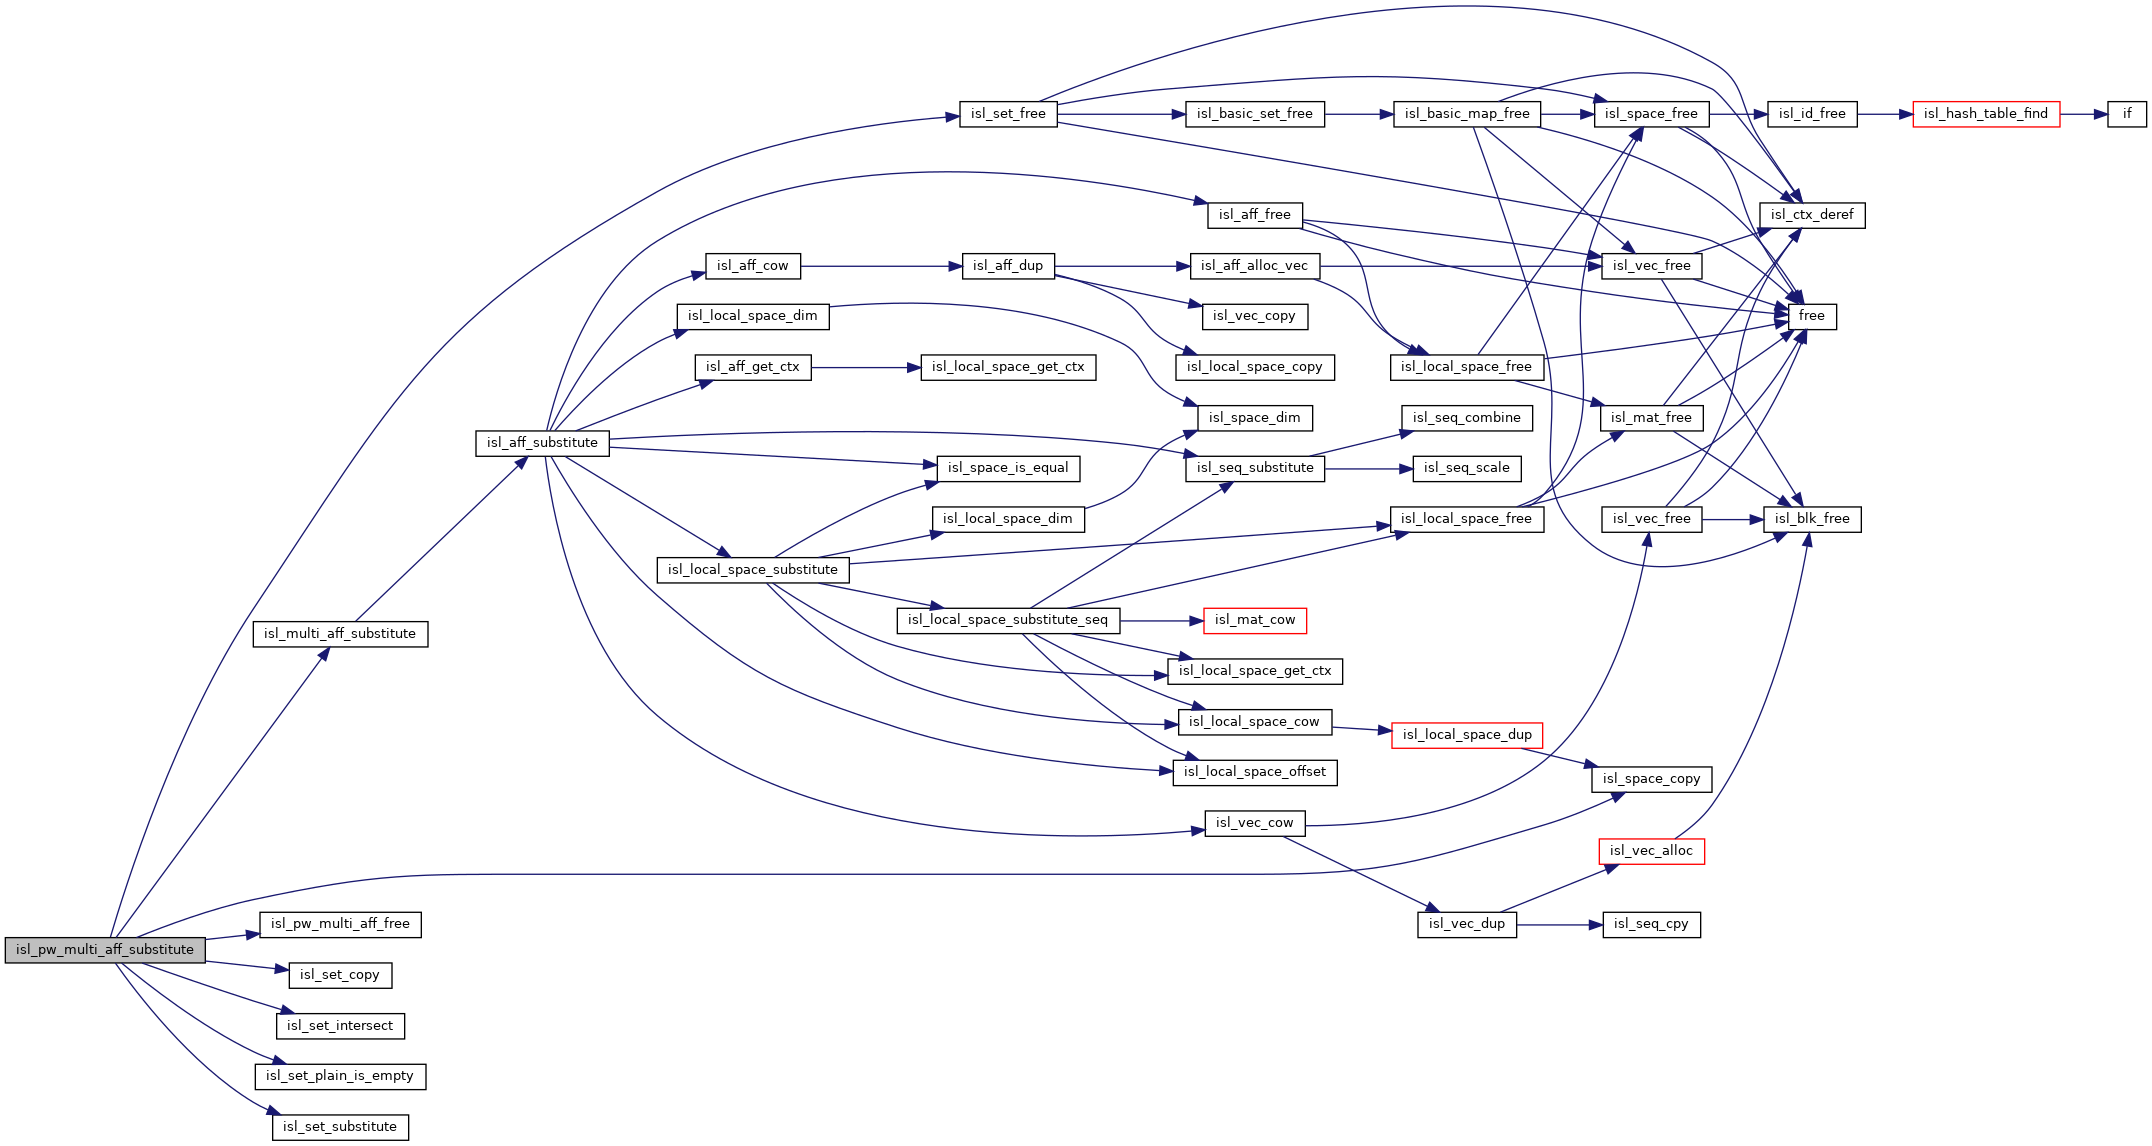 isl_set_free
isl_basic_set_free
isl_basic_map_free
isl_space_free
isl_id_free
isl_hash_table_find
if
isl_aff_free
isl_ctx_deref
isl_aff_cow
isl_aff_dup
isl_aff_alloc_vec
isl_vec_free
isl_local_space_dim
isl_vec_copy
free
isl_aff_get_ctx
isl_local_space_get_ctx
isl_local_space_copy
isl_local_space_free
isl_space_dim
isl_seq_combine
isl_mat_free
isl_aff_substitute
isl_space_is_equal
isl_seq_substitute
isl_seq_scale
isl_local_space_dim
isl_local_space_free
isl_vec_free
isl_blk_free
isl_local_space_substitute
isl_local_space_substitute_seq
isl_mat_cow
isl_multi_aff_substitute
isl_local_space_get_ctx
isl_local_space_cow
isl_local_space_dup
isl_local_space_offset
isl_space_copy
isl_vec_cow
isl_vec_alloc
isl_pw_multi_aff_free
isl_vec_dup
isl_seq_cpy
isl_pw_multi_aff_substitute
isl_set_copy
isl_set_intersect
isl_set_plain_is_empty
isl_set_substitute